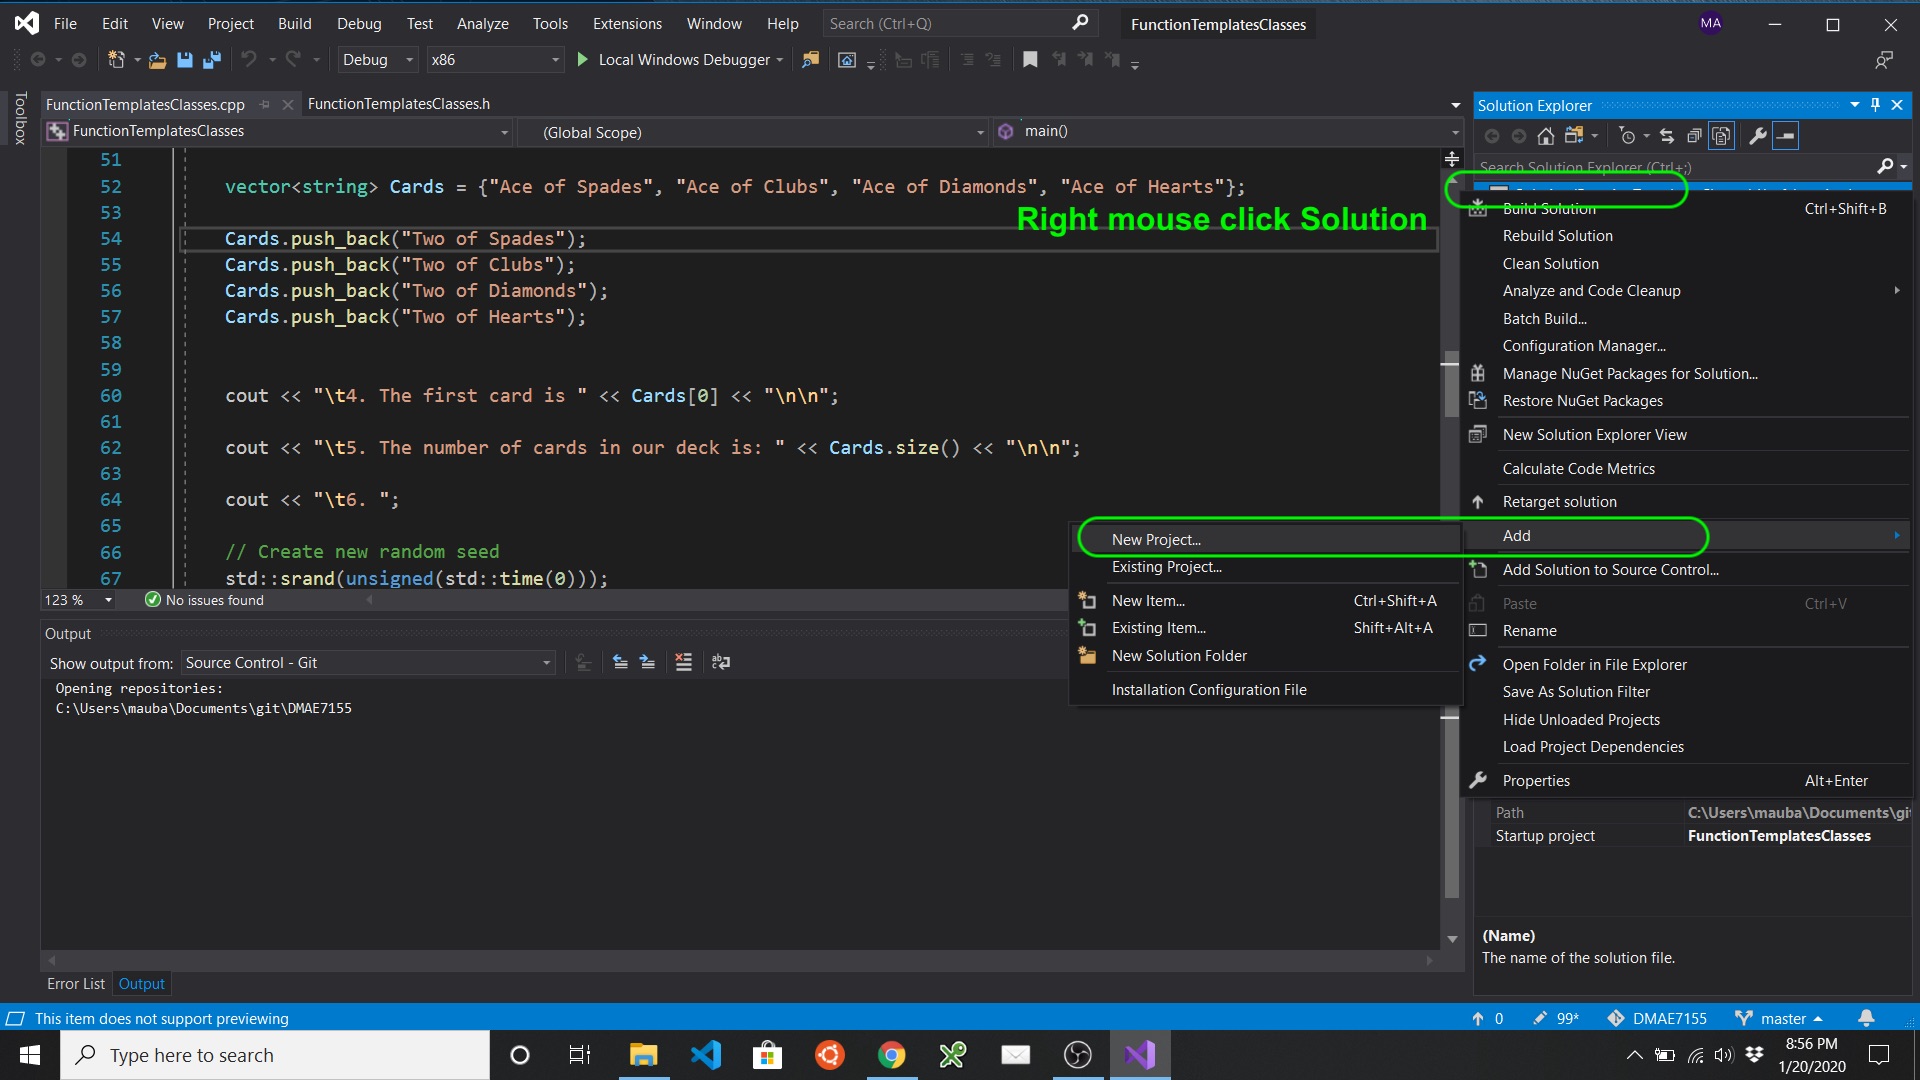 File Edit View Project Build Debug Test Analyze Tools Extensions Window Help Search (Ctrl+Q) FunctionTemplatesClasses MA
Debug x86 Local Windows Debugger
Toolbox
FunctionTemplatesClasses.cpp FunctionTemplatesClasses.h
FunctionTemplatesClasses (Global Scope) main()
51
52 vector<string> Cards = {"Ace of Spades", "Ace of Clubs", "Ace of Diamonds", "Ace of Hearts"};
53
Right mouse click Solution
54 Cards.push_back("Two of Spades");
55 Cards.push_back("Two of Clubs");
56 Cards.push_back("Two of Diamonds");
57 Cards.push_back("Two of Hearts");
58
59
60 cout << "\t4. The first card is " << Cards[0] << "\n\n";
61
62 cout << "\t5. The number of cards in our deck is: " << Cards.size() << "\n\n";
63
64 cout << "\t6. ";
65
66 // Create new random seed
67 std::srand(unsigned(std::time(0)));
123 % No issues found
Output
Show output from: Source Control - Git
Opening repositories:
C:\Users\mauba\Documents\git\DMAE7155
Error List Output
New Project...
Existing Project...
New Item... Ctrl+Shift+A
Existing Item... Shift+Alt+A
New Solution Folder
Installation Configuration File
Solution Explorer
Search Solution Explorer (Ctrl+;)
Build Solution Ctrl+Shift+B
Rebuild Solution
Clean Solution
Analyze and Code Cleanup
Batch Build...
Configuration Manager...
Manage NuGet Packages for Solution...
Restore NuGet Packages
New Solution Explorer View
Calculate Code Metrics
Retarget solution
Add
Add Solution to Source Control...
Paste Ctrl+V
Rename
Open Folder in File Explorer
Save As Solution Filter
Hide Unloaded Projects
Load Project Dependencies
Properties Alt+Enter
Path C:\Users\mauba\Documents\git
Startup project FunctionTemplatesClasses
(Name)
The name of the solution file.
This item does not support previewing 0 99* DMAE7155 master
Type here to search
8:56 PM
1/20/2020